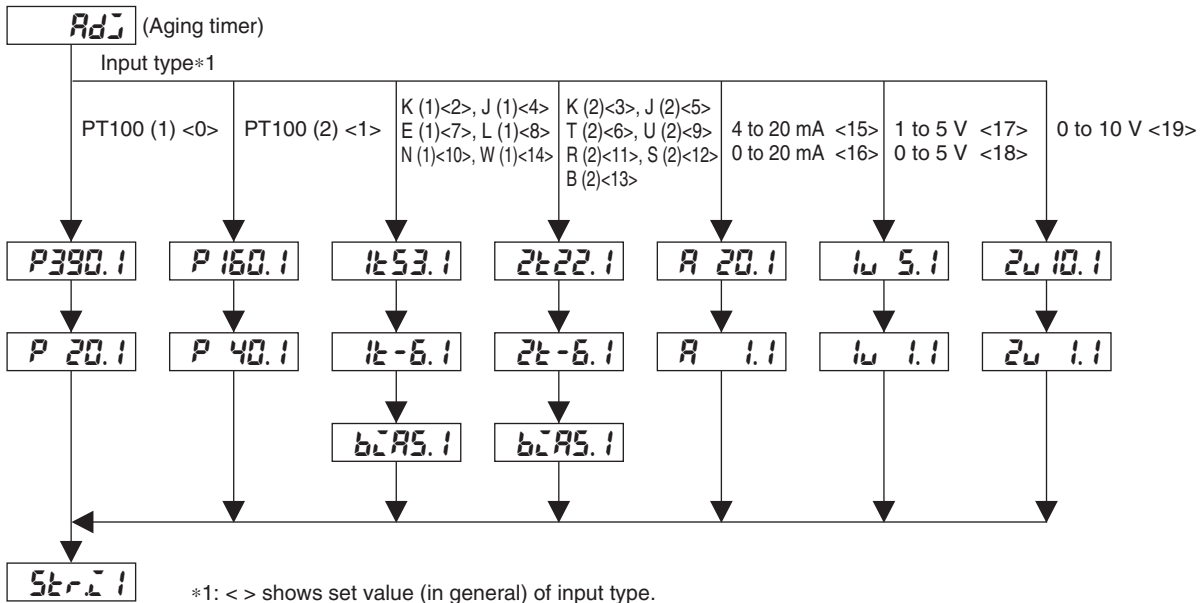 AdJ (Aging timer)
Input type*1
PT100 (1) <0>
PT100 (2) <1>
K (1)<2>, J (1)<4>
E (1)<7>, L (1)<8>
N (1)<10>, W (1)<14>
K (2)<3>, J (2)<5>
T (2)<6>, U (2)<9>
R (2)<11>, S (2)<12>
B (2)<13>
4 to 20 mA <15>
0 to 20 mA <16>
1 to 5 V <17>
0 to 5 V <18>
0 to 10 V <19>
P390.1 P160.1 1t53.1 2t22.1 A 20.1 1v 5.1 2v10.1
P 20.1 P 40.1 1t-6.1 2t-6.1 A 1.1 1v 1.1 2v 1.1
biAS.1 biAS.1
Str.i 1
*1: < > shows set value (in general) of input type.